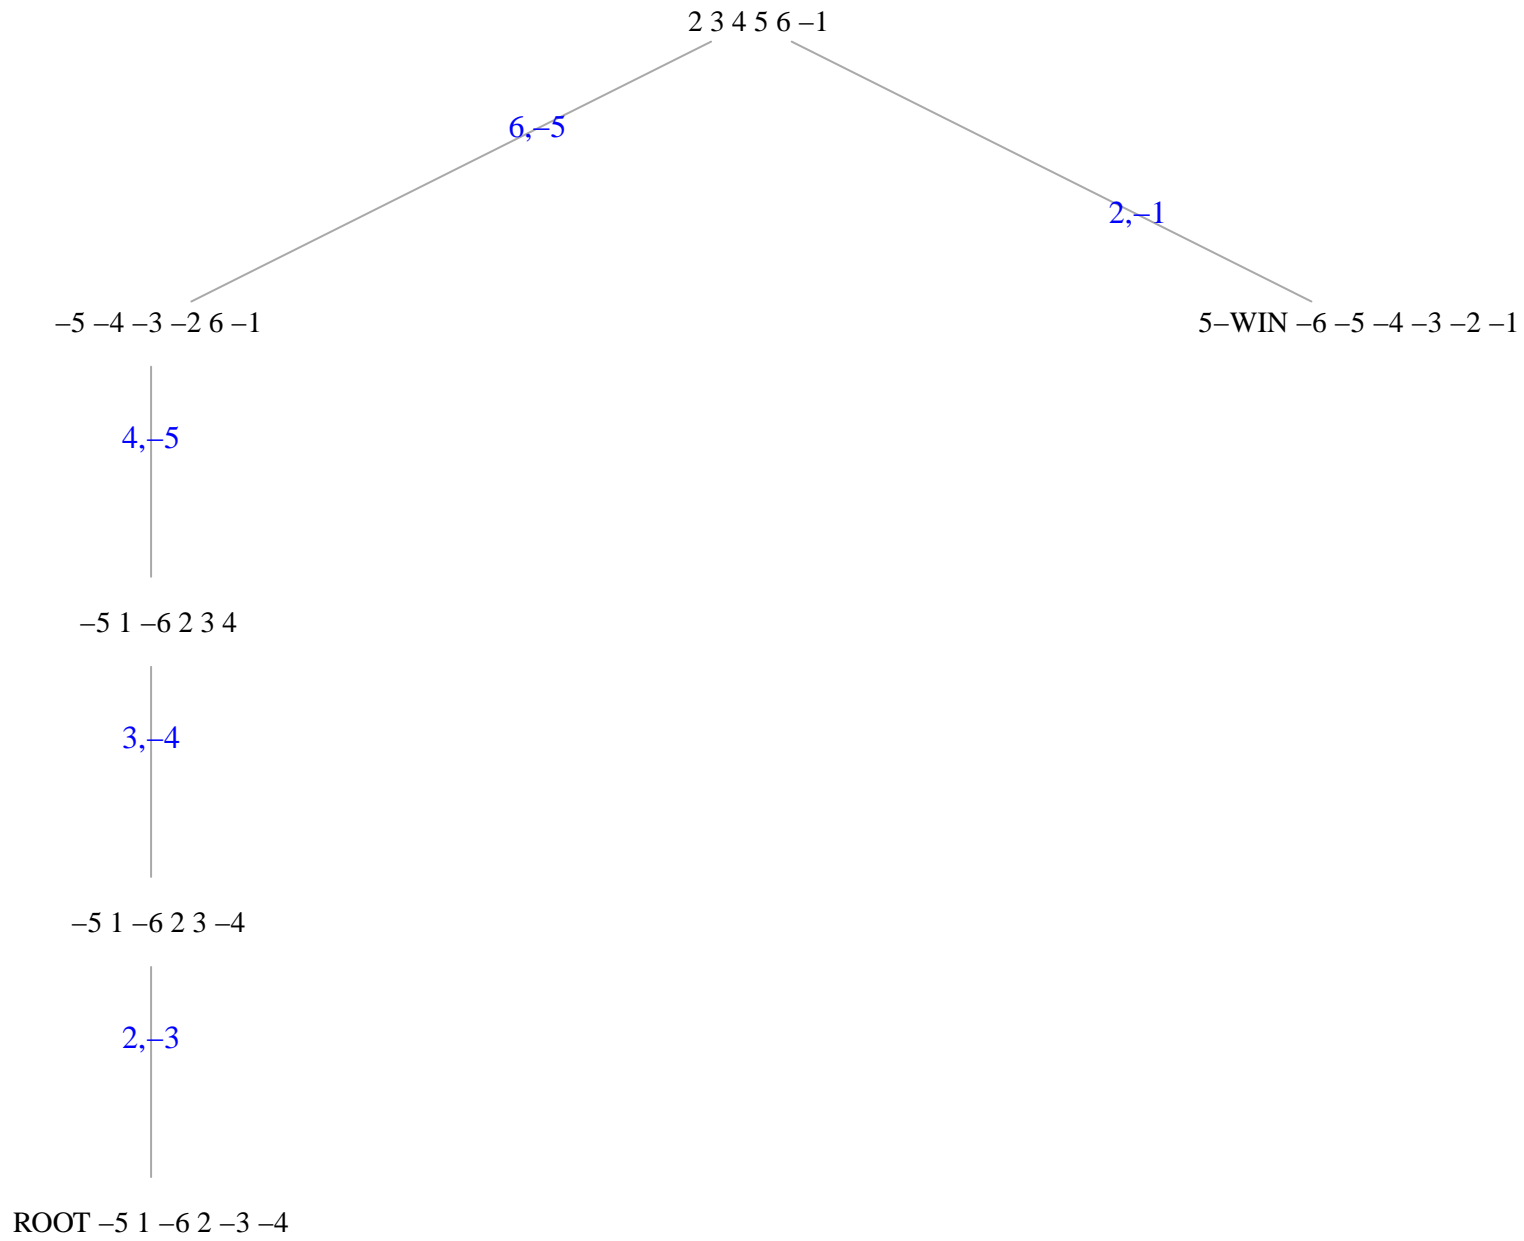 2 3 4 5 6 –1
6,–5
2,–1
–5 –4 –3 –2 6 –1
5–WIN –6 –5 –4 –3 –2 –1
4,–5
–5 1 –6 2 3 4
3,–4
–5 1 –6 2 3 –4
2,–3
ROOT –5 1 –6 2 –3 –4